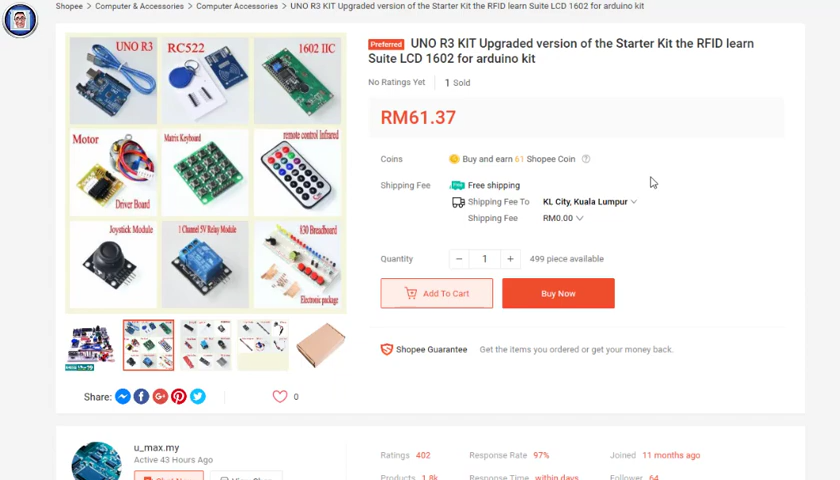 Shopee > Computer & Accessories > Computer Accessories > UNO R3 KIT Upgraded version of the Starter Kit the RFID learn Suite LCD 1602 for arduino kit
UNO R3
RC522
1602 IIC
Motor
Driver Board
Matrix Keyboard
remote control Infrared
Joystick Module
1 Channel 5V Relay Module
830 Breadboard
Electronic package
Preferred UNO R3 KIT Upgraded version of the Starter Kit the RFID learn
Suite LCD 1602 for arduino kit
No Ratings Yet 1 Sold
RM61.37
Coins Buy and earn 61 Shopee Coin ?
Shipping Fee Free shipping
Shipping Fee To KL City, Kuala Lumpur
Shipping Fee RM0.00
Quantity − 1 + 499 piece available
Add To Cart Buy Now
Shopee Guarantee Get the items you ordered or get your money back.
Share: 0
u_max.my
Active 43 Hours Ago
Ratings 402 Response Rate 97% Joined 11 months ago
Products 1.8k Response Time within days Follower 64